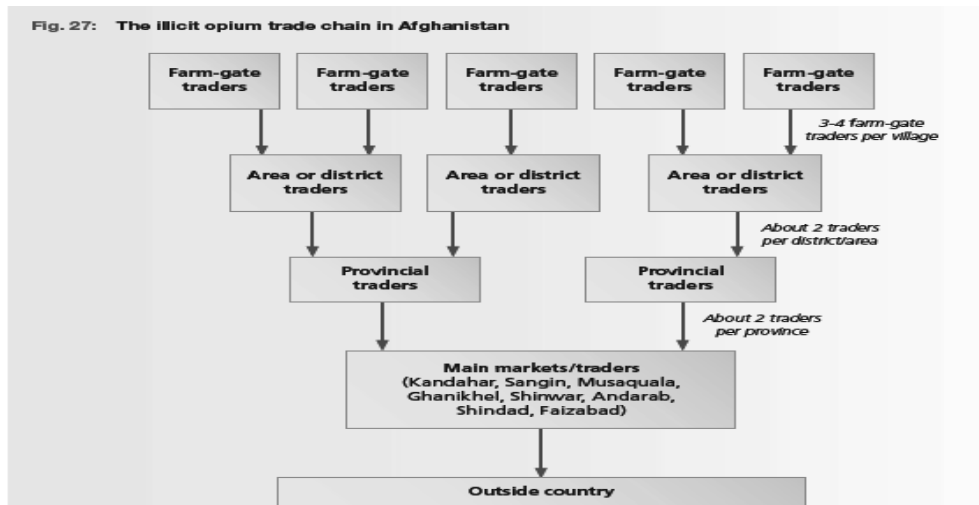 Fig. 27: The illicit opium trade chain in Afghanistan
Farm-gate
traders
Farm-gate
traders
Farm-gate
traders
Farm-gate
traders
Farm-gate
traders
3-4 farm-gate
traders per village
Area or district
traders
Area or district
traders
Area or district
traders
About 2 traders
per district/area
Provincial
traders
Provincial
traders
About 2 traders
per province
Main markets/traders
(Kandahar, Sangin, Musaquala,
Ghanikhel, Shinwar, Andarab,
Shindad, Faizabad)
Outside country